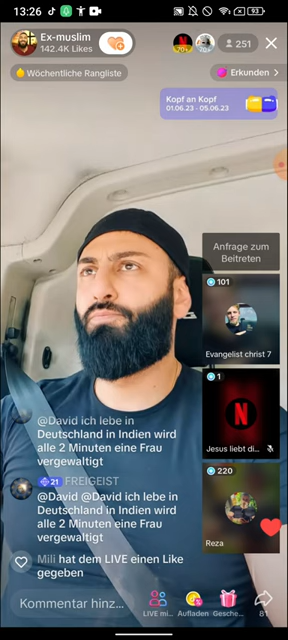 13:26
93
Ex-muslim
142.4K Likes
70+
70+
251
Wöchentliche Rangliste
Erkunden
Kopf an Kopf
01.06.23 - 05.06.23
Anfrage zum
Beitreten
101
Evangelist christ 7
1
N
Jesus liebt di...
220
Reza
@David ich lebe in
Deutschland in Indien wird
alle 2 Minuten eine Frau
vergewaltigt
21 FREIGEIST
@David @David ich lebe in
Deutschland in Indien wird
alle 2 Minuten eine Frau
vergewaltigt
Mili hat dem LIVE einen Like
gegeben
Kommentar hinz...
LIVE mi...
Aufladen
Gesche...
81